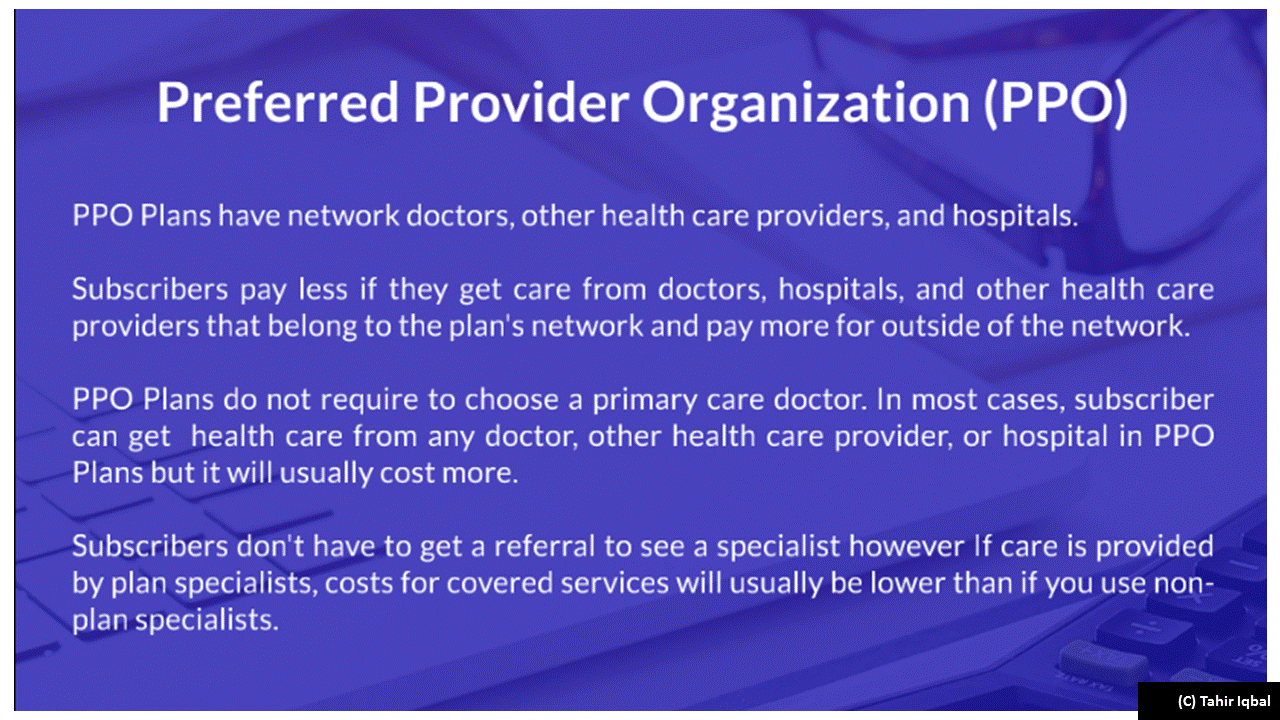 Preferred Provider Organization (PPO)
PPO Plans have network doctors, other health care providers, and hospitals.
Subscribers pay less if they get care from doctors, hospitals, and other health care
providers that belong to the plan's network and pay more for outside of the network.
PPO Plans do not require to choose a primary care doctor. In most cases, subscriber
can get  health care from any doctor, other health care provider, or hospital in PPO
Plans but it will usually cost more.
Subscribers don't have to get a referral to see a specialist however If care is provided
by plan specialists, costs for covered services will usually be lower than if you use non-
plan specialists.
TAX RATE
SET
(C) Tahir Iqbal